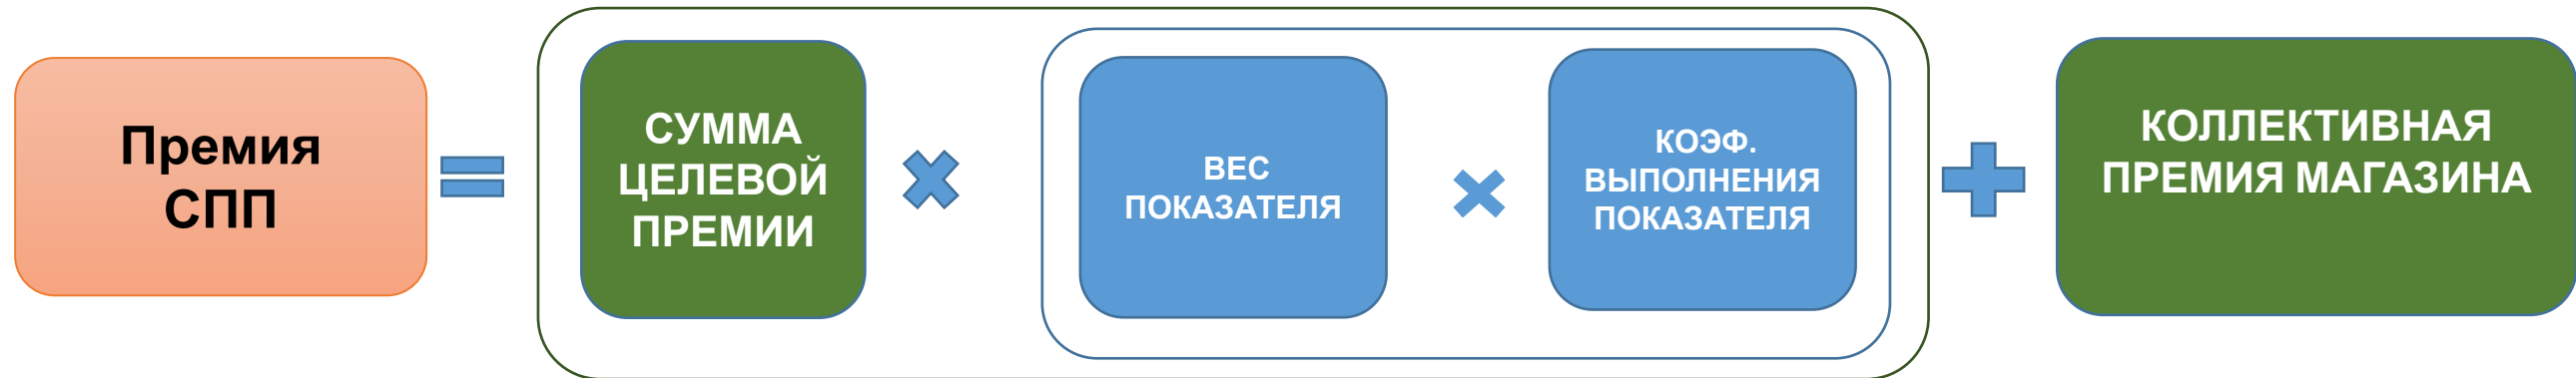 Премия
СПП
СУММА
ЦЕЛЕВОЙ
ПРЕМИИ
ВЕС
ПОКАЗАТЕЛЯ
КОЭФ.
ВЫПОЛНЕНИЯ
ПОКАЗАТЕЛЯ
КОЛЛЕКТИВНАЯ
ПРЕМИЯ МАГАЗИНА